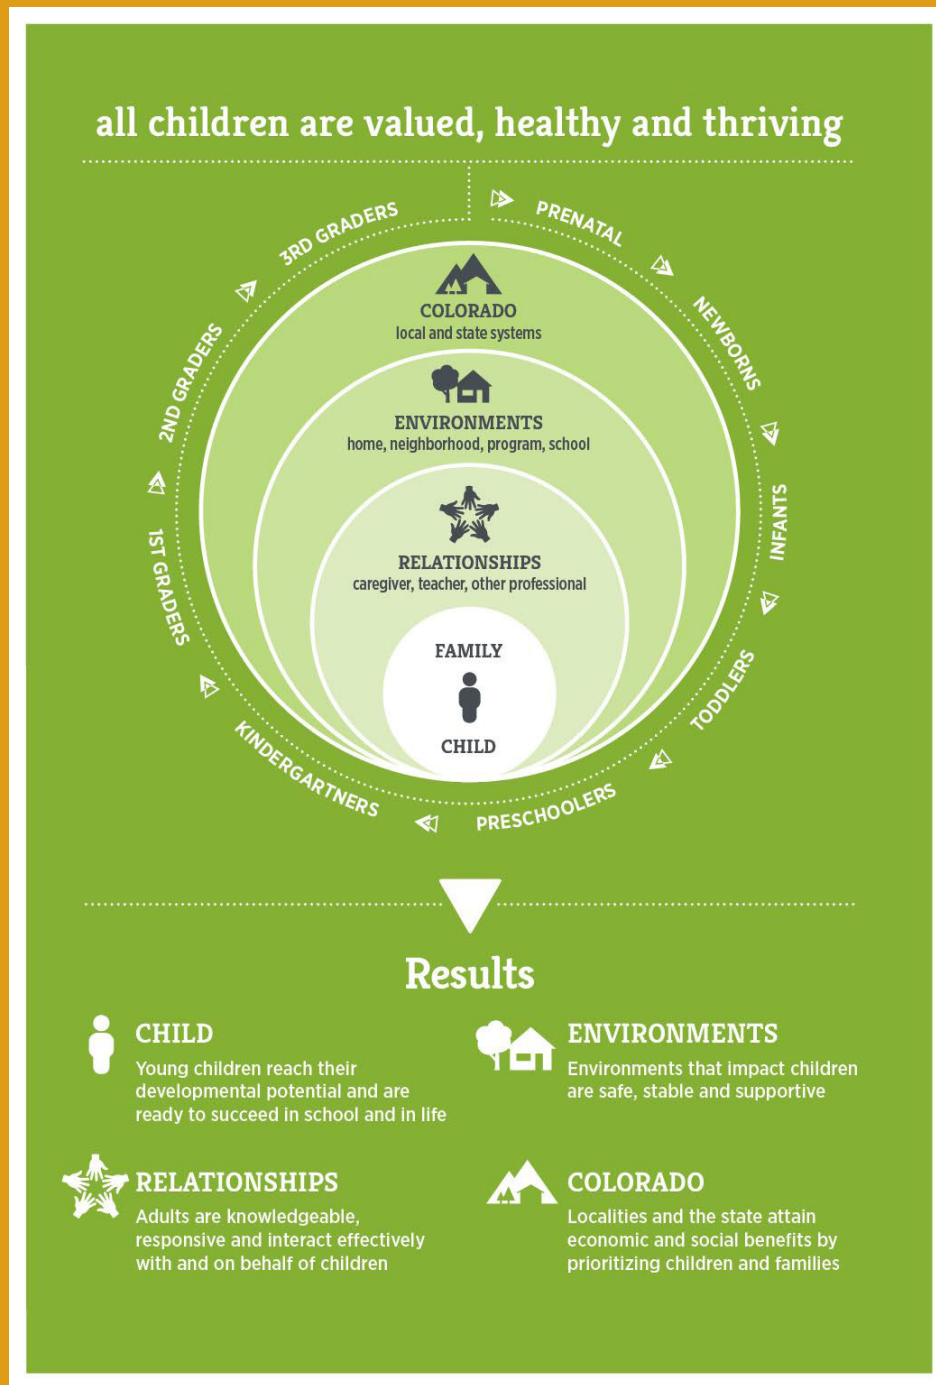 all children are valued, healthy and thriving
PRENATAL
NEWBORNS
INFANTS
TODDLERS
PRESCHOOLERS
KINDERGARTNERS
1ST GRADERS
2ND GRADERS
3RD GRADERS
COLORADO
local and state systems
ENVIRONMENTS
home, neighborhood, program, school
RELATIONSHIPS
caregiver, teacher, other professional
FAMILY
CHILD
Results
CHILD
Young children reach their
developmental potential and are
ready to succeed in school and in life
ENVIRONMENTS
Environments that impact children
are safe, stable and supportive
RELATIONSHIPS
Adults are knowledgeable,
responsive and interact effectively
with and on behalf of children
COLORADO
Localities and the state attain
economic and social benefits by
prioritizing children and families